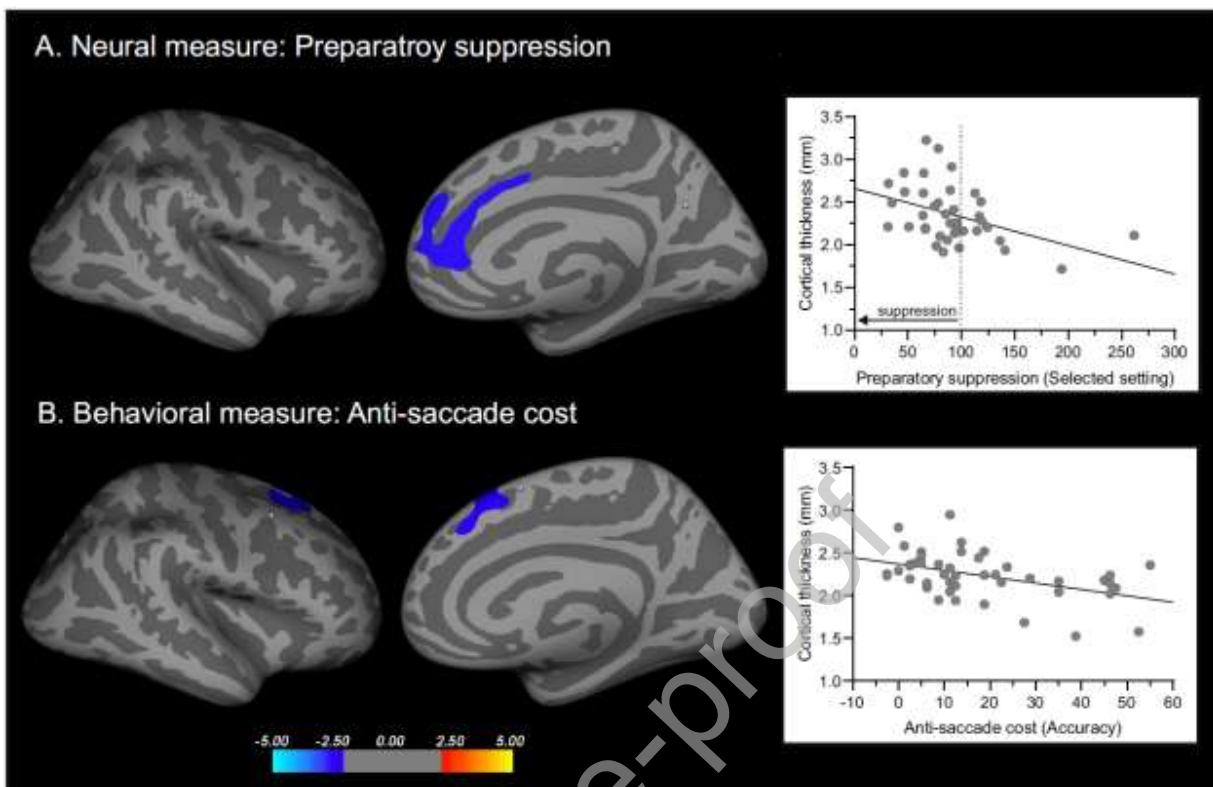 A. Neural measure: Preparatroy suppression
Cortical thickness (mm)
3.5
3.0
2.5
2.0
1.5
1.0
suppression
0 50 100 150 200 250 300
Preparatory suppression (Selected setting)
B. Behavioral measure: Anti-saccade cost
Cortical thickness (mm)
3.5
3.0
2.5
2.0
1.5
1.0
-10 0 10 20 30 40 50 60
Anti-saccade cost (Accuracy)
-5.00 -2.50 0.00 2.50 5.00
e-proof